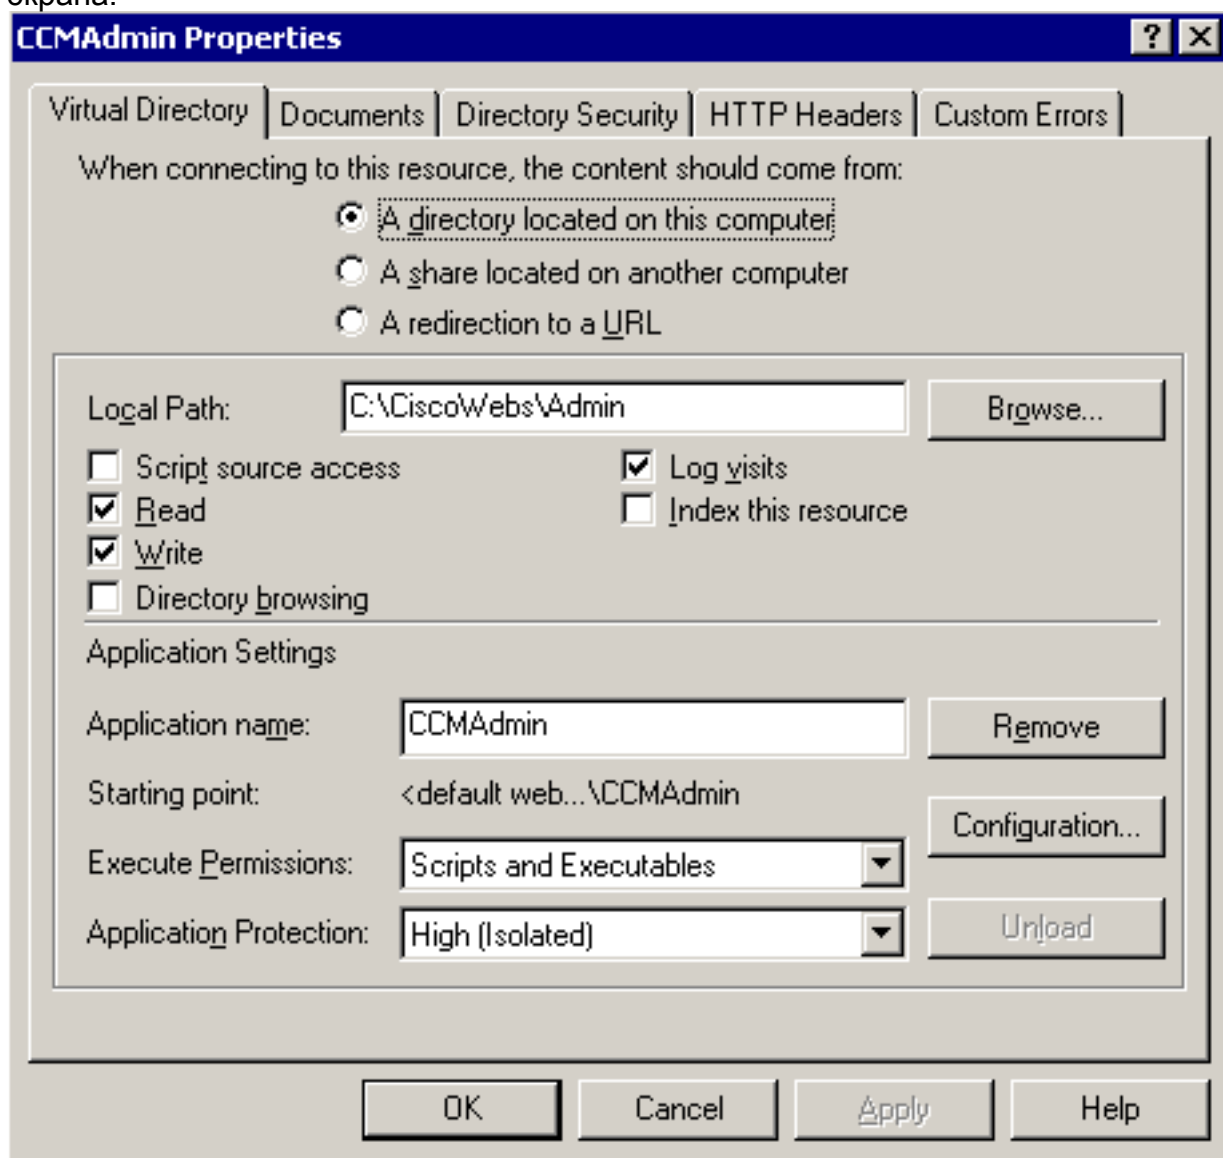 экрана.
CCMAdmin Properties ? X
Virtual Directory Documents Directory Security HTTP Headers Custom Errors
When connecting to this resource, the content should come from:
A directory located on this computer
A share located on another computer
A redirection to a URL
Local Path: C:\CiscoWebs\Admin Browse...
Script source access Log visits
Read Index this resource
Write
Directory browsing
Application Settings
Application name: CCMAdmin Remove
Starting point: <default web...\CCMAdmin
Configuration...
Execute Permissions: Scripts and Executables
Application Protection: High (Isolated) Unload
OK Cancel Apply Help